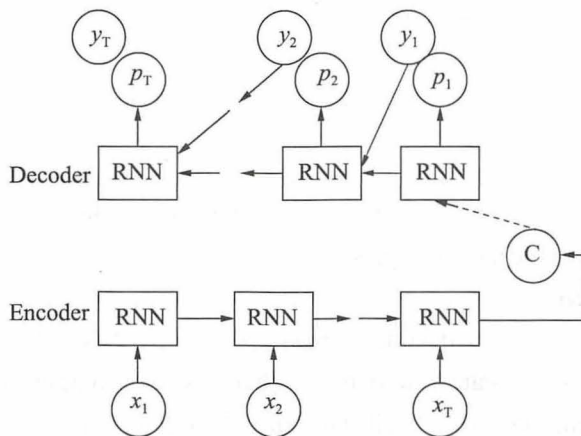 y_T y_2 y_1
p_T p_2 p_1
Decoder RNN RNN RNN
C
Encoder RNN RNN RNN
x_1 x_2 x_T